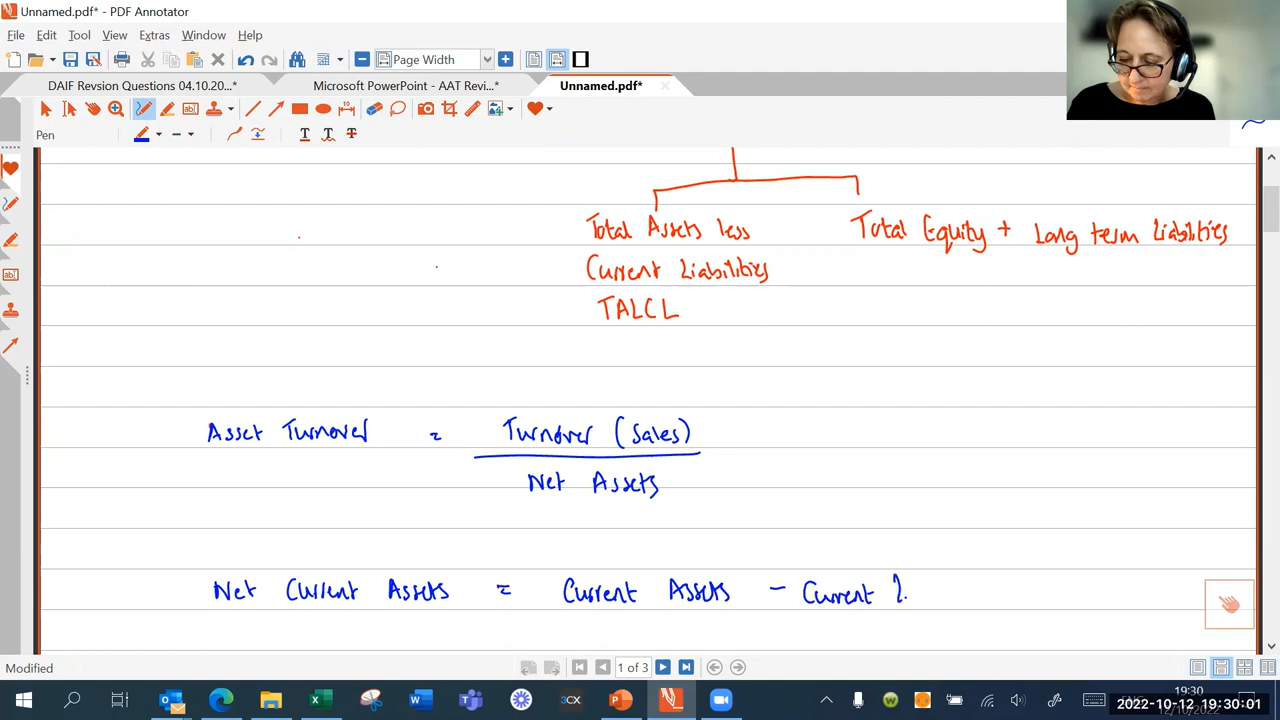 Unnamed.pdf* - PDF Annotator
File Edit Tool View Extras Window Help
Page Width
DAIF Revsion Questions 04.10.20...*
Microsoft PowerPoint - AAT Revi...*
Unnamed.pdf*
Pen
Total Assets less
Current Liabilities
TALCL
Total Equity + Long term Liabilities
Asset Turnover = Turnover (Sales)
Net Assets
Net Current Assets = Current Assets - Current
Modified
1 of 3
19:30
2022-10-12 19:30:01